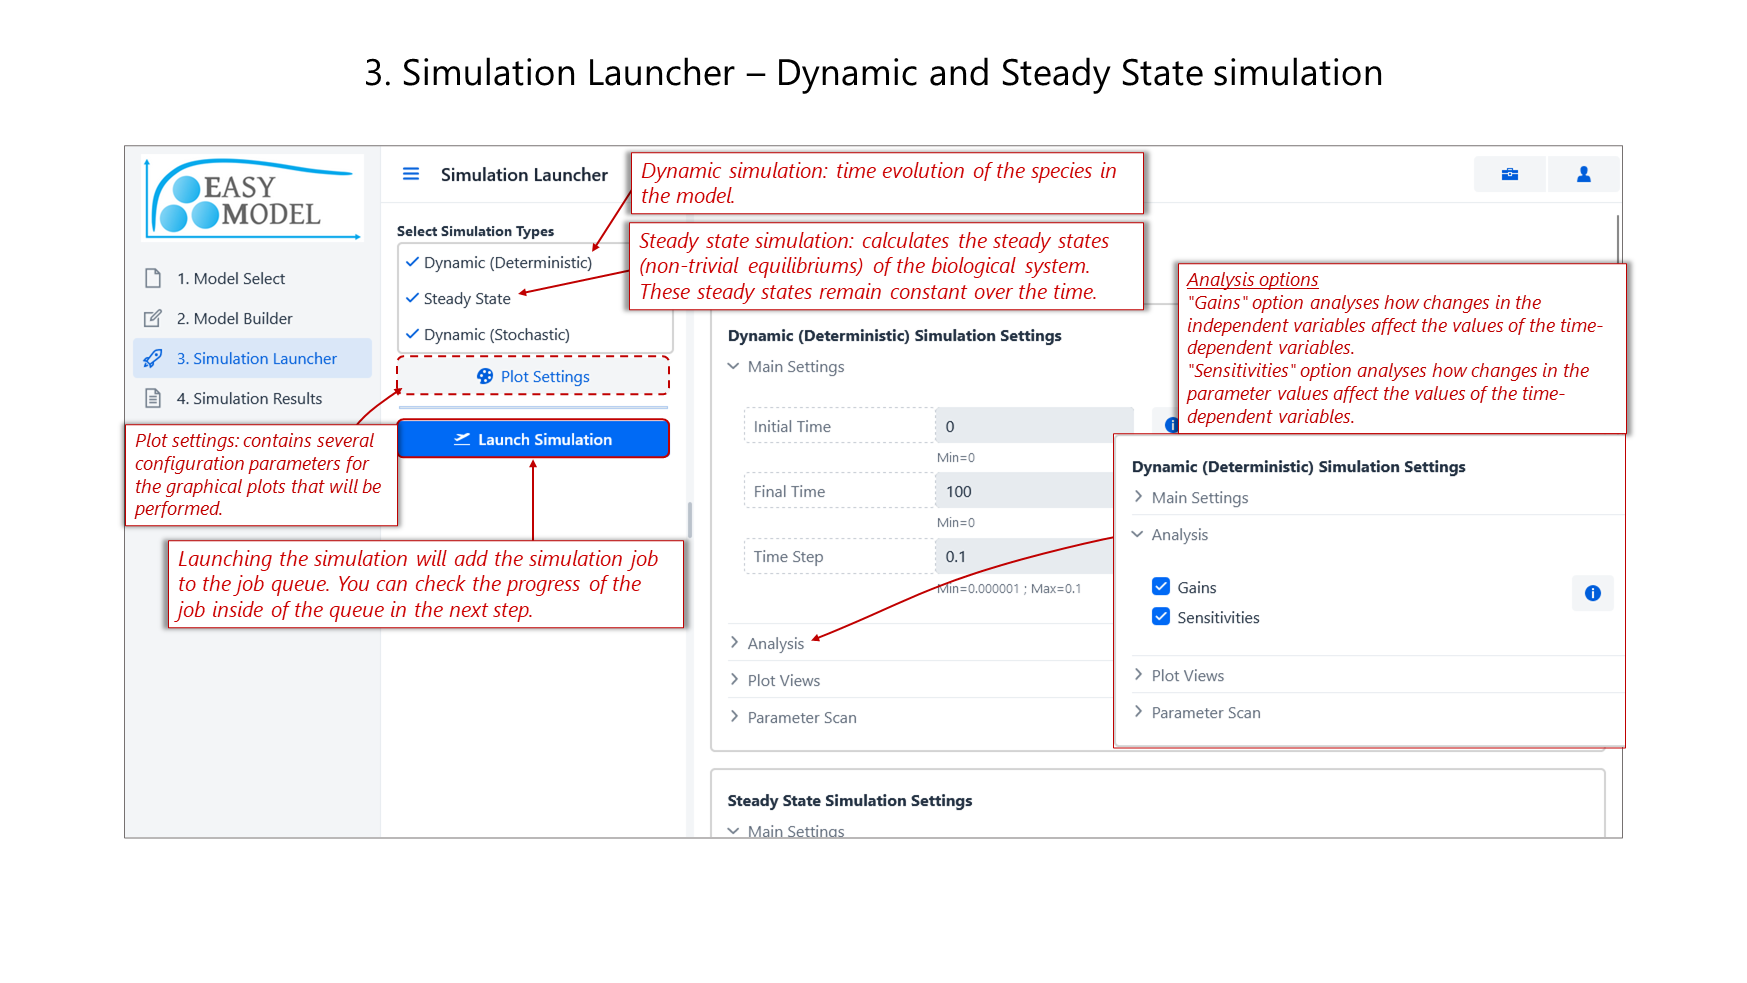 3. Simulation Launcher – Dynamic and Steady State simulation
EASY
MODEL
1. Model Select
2. Model Builder
3. Simulation Launcher
4. Simulation Results
Simulation Launcher
Select Simulation Types
Dynamic (Deterministic)
Steady State
Dynamic (Stochastic)
Plot Settings
Launch Simulation
Dynamic simulation: time evolution of the species in
the model.
Steady state simulation: calculates the steady states
(non-trivial equilibriums) of the biological system.
These steady states remain constant over the time.
Plot settings: contains several
configuration parameters for
the graphical plots that will be
performed.
Launching the simulation will add the simulation job
to the job queue. You can check the progress of the
job inside of the queue in the next step.
Dynamic (Deterministic) Simulation Settings
Main Settings
Initial Time
0
Min=0
Final Time
100
Min=0
Time Step
0.1
Min=0.000001 ; Max=0.1
Analysis
Plot Views
Parameter Scan
Steady State Simulation Settings
Main Settings
Analysis options
"Gains" option analyses how changes in the
independent variables affect the values of the time-
dependent variables.
"Sensitivities" option analyses how changes in the
parameter values affect the values of the time-
dependent variables.
Dynamic (Deterministic) Simulation Settings
Main Settings
Analysis
Gains
Sensitivities
Plot Views
Parameter Scan